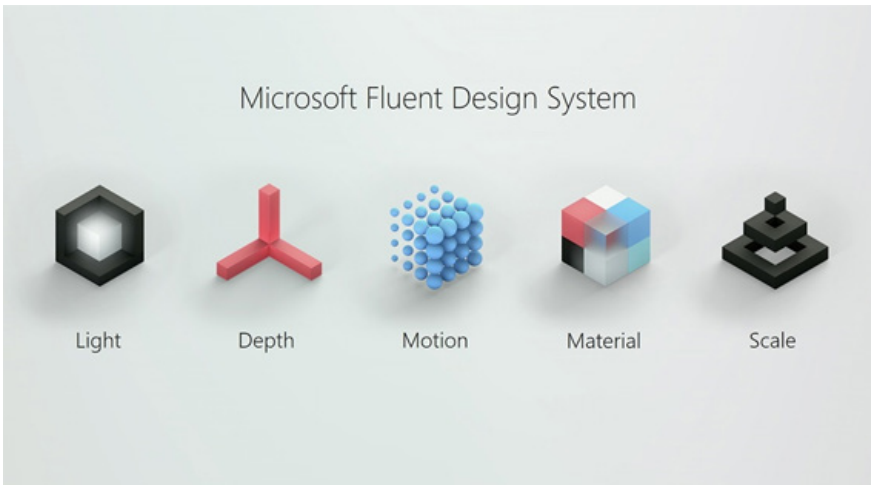 Microsoft Fluent Design System
Light
Depth
Motion
Material
Scale